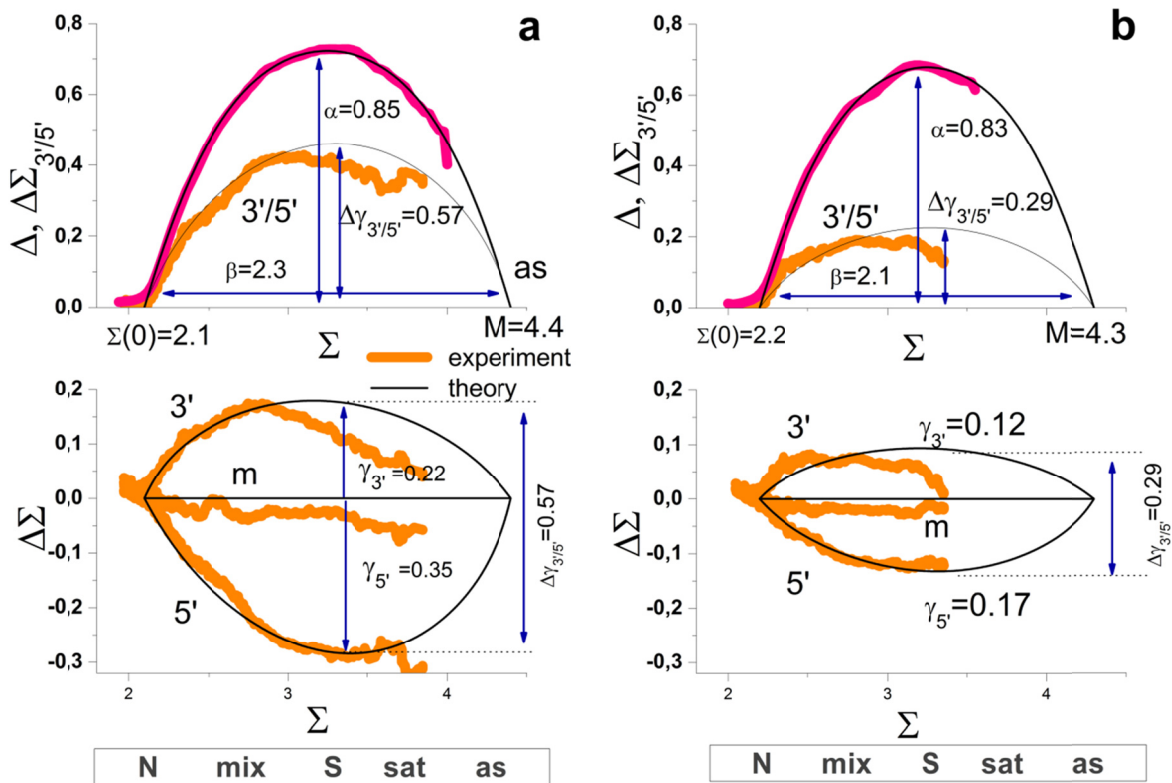 a
0,8
0,6
0,4
0,2
0,0
Δ, ΔΣ3'/5'
α=0.85
3'/5'
Δγ3'/5'=0.57
β=2.3
as
Σ(0)=2.1
3
4
Σ
M=4.4
experiment
theory
0,2
0,1
0,0
-0,1
-0,2
-0,3
ΔΣ
3'
m
γ3' =0.22
γ5' =0.35
5'
Δγ3'/5'=0.57
2
3
4
Σ
N mix S sat as
b
0,8
0,6
0,4
0,2
0,0
Δ, ΔΣ3'/5'
α=0.83
3'/5'
Δγ3'/5'=0.29
β=2.1
Σ(0)=2.2
Σ
M=4.3
0,2
0,1
0,0
-0,1
-0,2
-0,3
ΔΣ
3'
γ3'=0.12
m
5'
γ5'=0.17
Δγ3'/5'=0.29
2
3
4
Σ
N mix S sat as